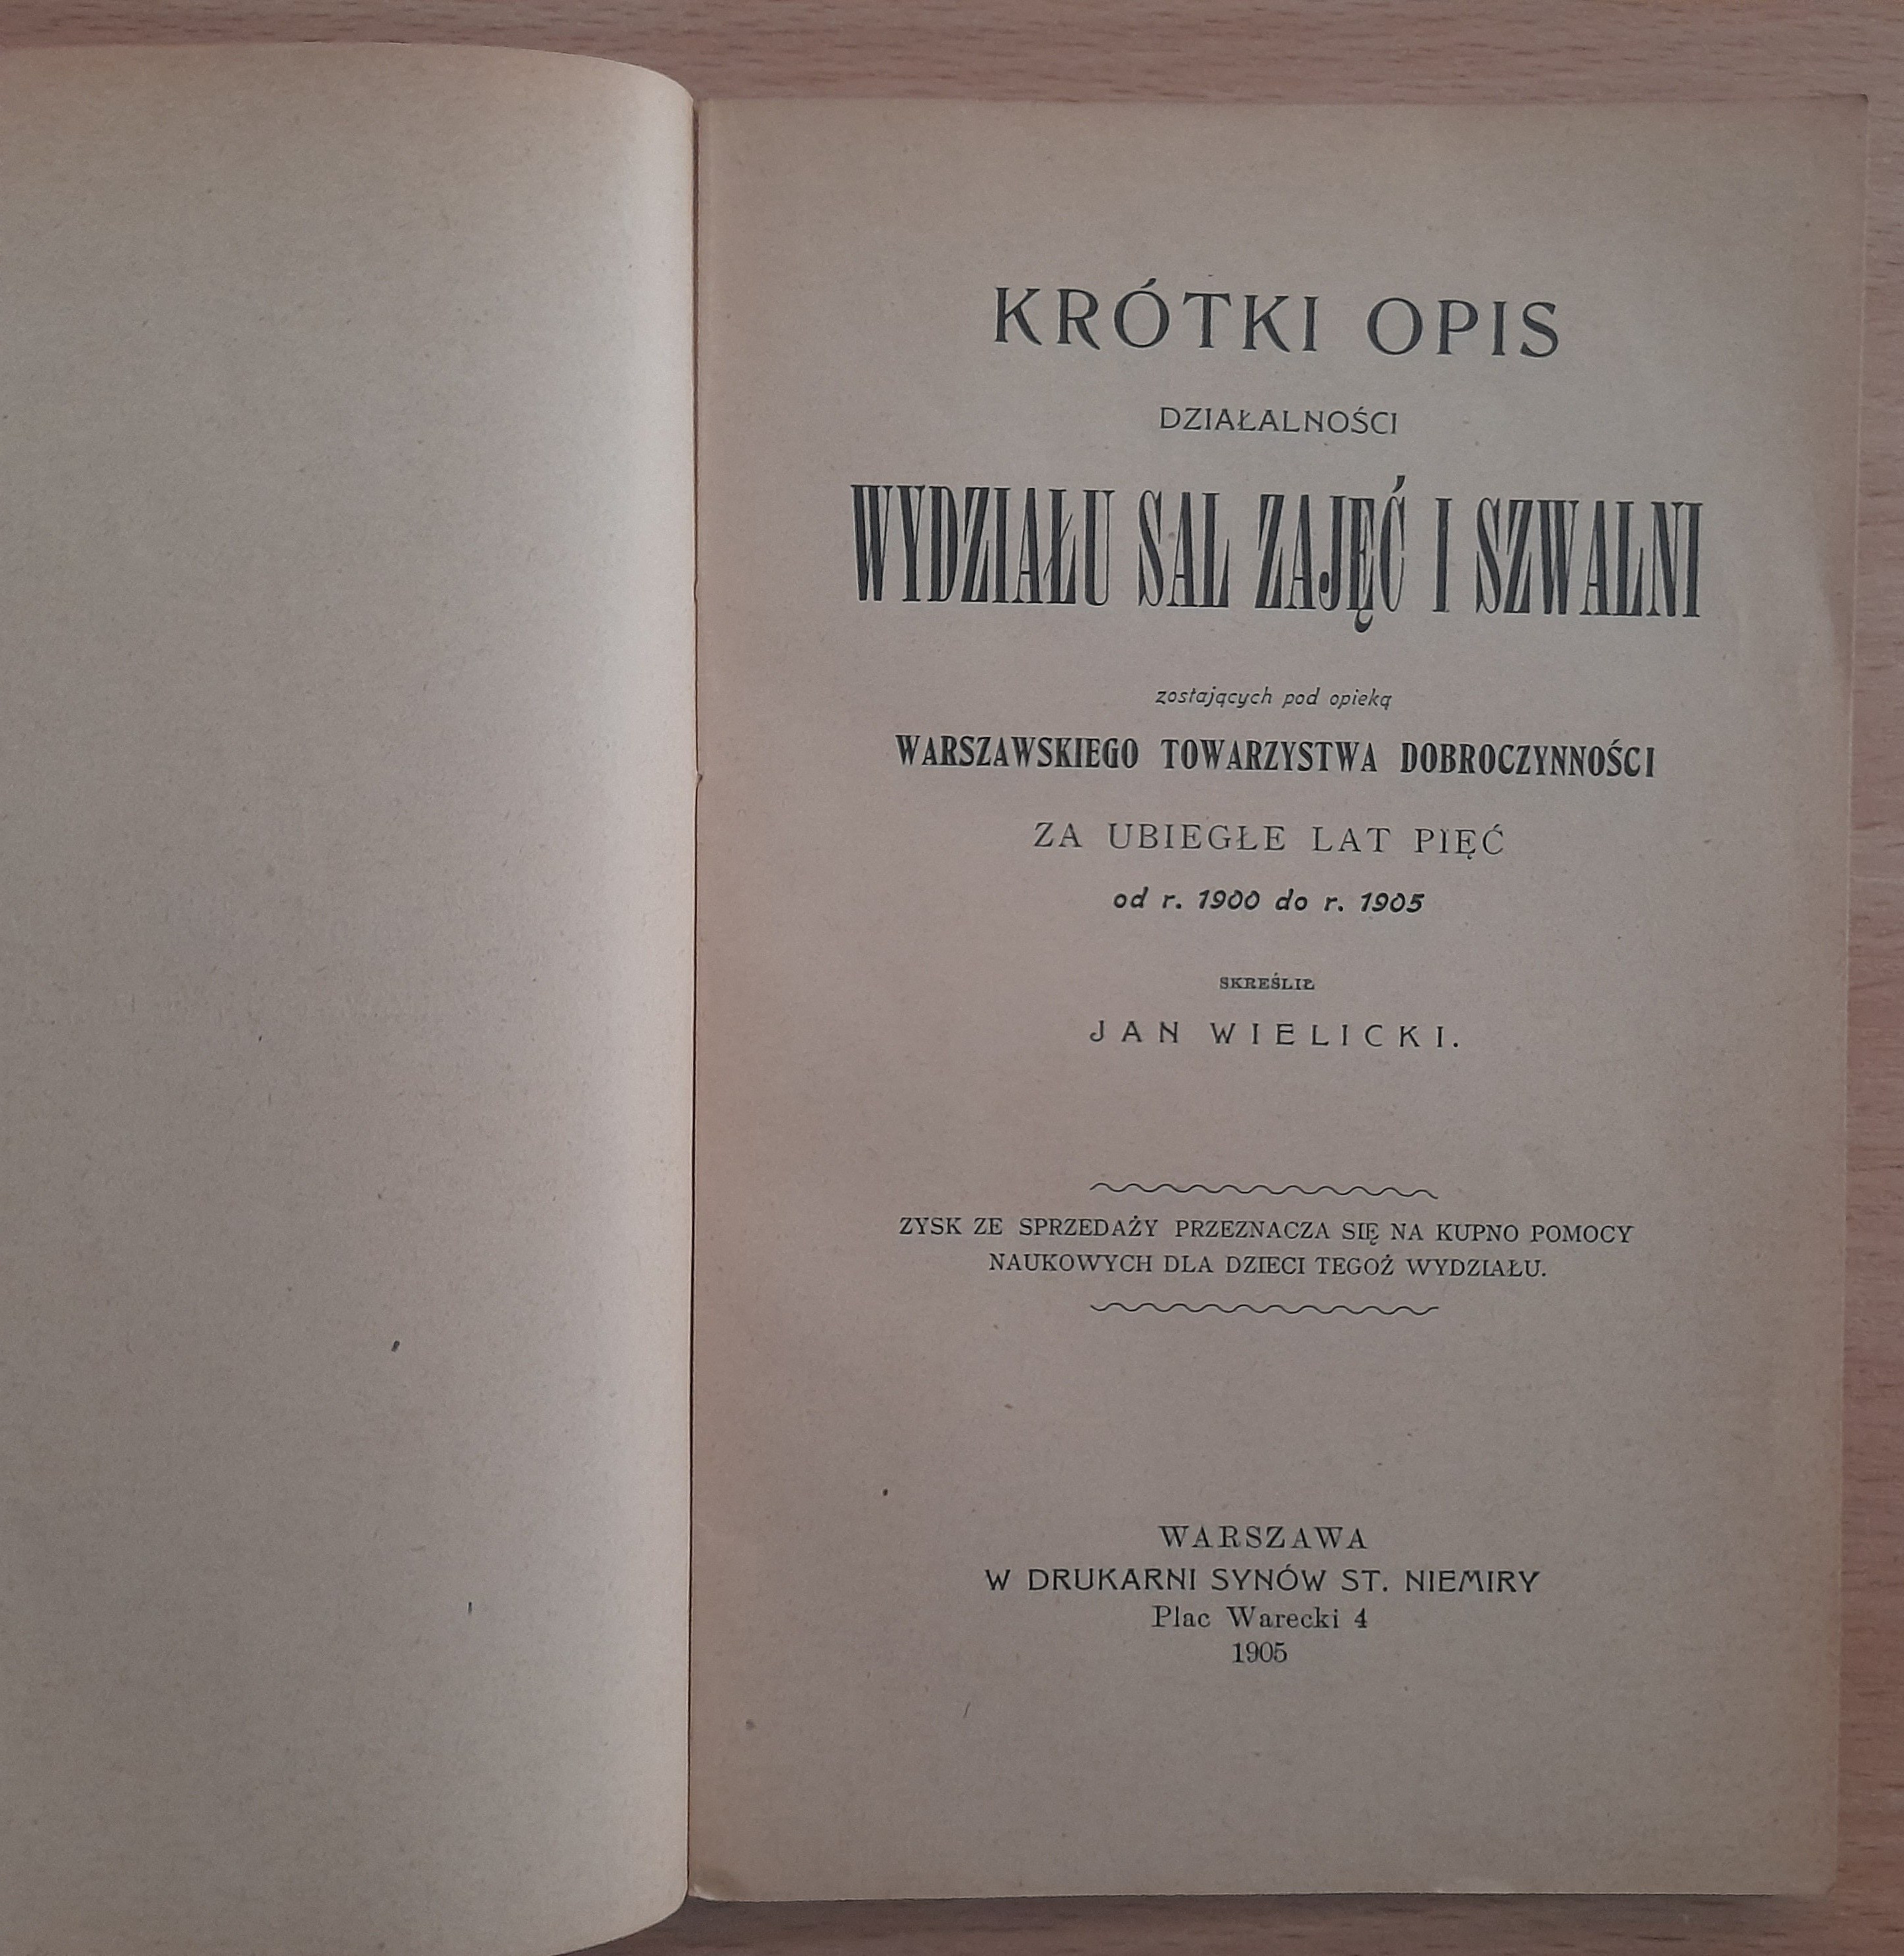 KRÓTKI OPIS
DZIAŁALNOŚCI
WYDZIAŁU SAL ZAJĘĆ I SZWALNI
zostających pod opieką
WARSZAWSKIEGO TOWARZYSTWA DOBROCZYNNOŚCI
ZA UBIEGŁE LAT PIĘĆ
od r. 1900 do r. 1905
SKREŚLIŁ
JAN WIELICKI.
ZYSK ZE SPRZEDAŻY PRZEZNACZA SIĘ NA KUPNO POMOCY
NAUKOWYCH DLA DZIECI TEGOŻ WYDZIAŁU.
WARSZAWA
W DRUKARNI SYNÓW ST. NIEMIRY
Plac Warecki 4
1905